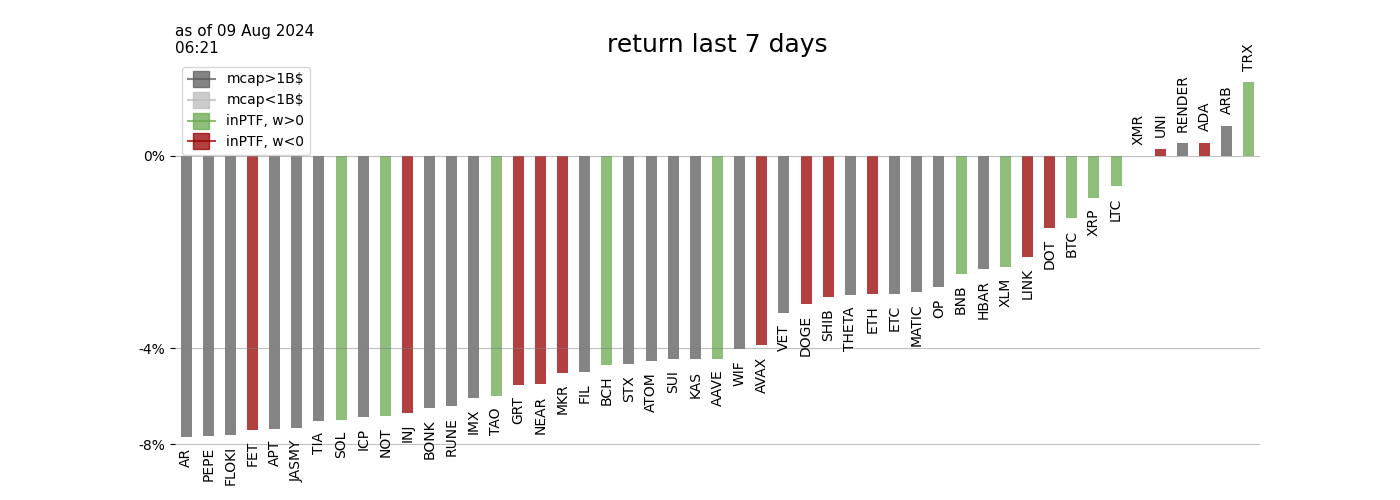 as of 09 Aug 2024
06:21
return last 7 days
mcap>1B$
mcap<1B$
inPTF, w>0
inPTF, w<0
0%
-4%
-8%
AR
PEPE
FLOKI
FET
APT
JASMY
TIA
SOL
ICP
NOT
INJ
BONK
RUNE
IMX
TAO
GRT
NEAR
MKR
FIL
BCH
STX
ATOM
SUI
KAS
AAVE
WIF
AVAX
VET
DOGE
SHIB
THETA
ETH
ETC
MATIC
OP
BNB
HBAR
XLM
LINK
DOT
BTC
XRP
LTC
XMR
UNI
RENDER
ADA
ARB
TRX